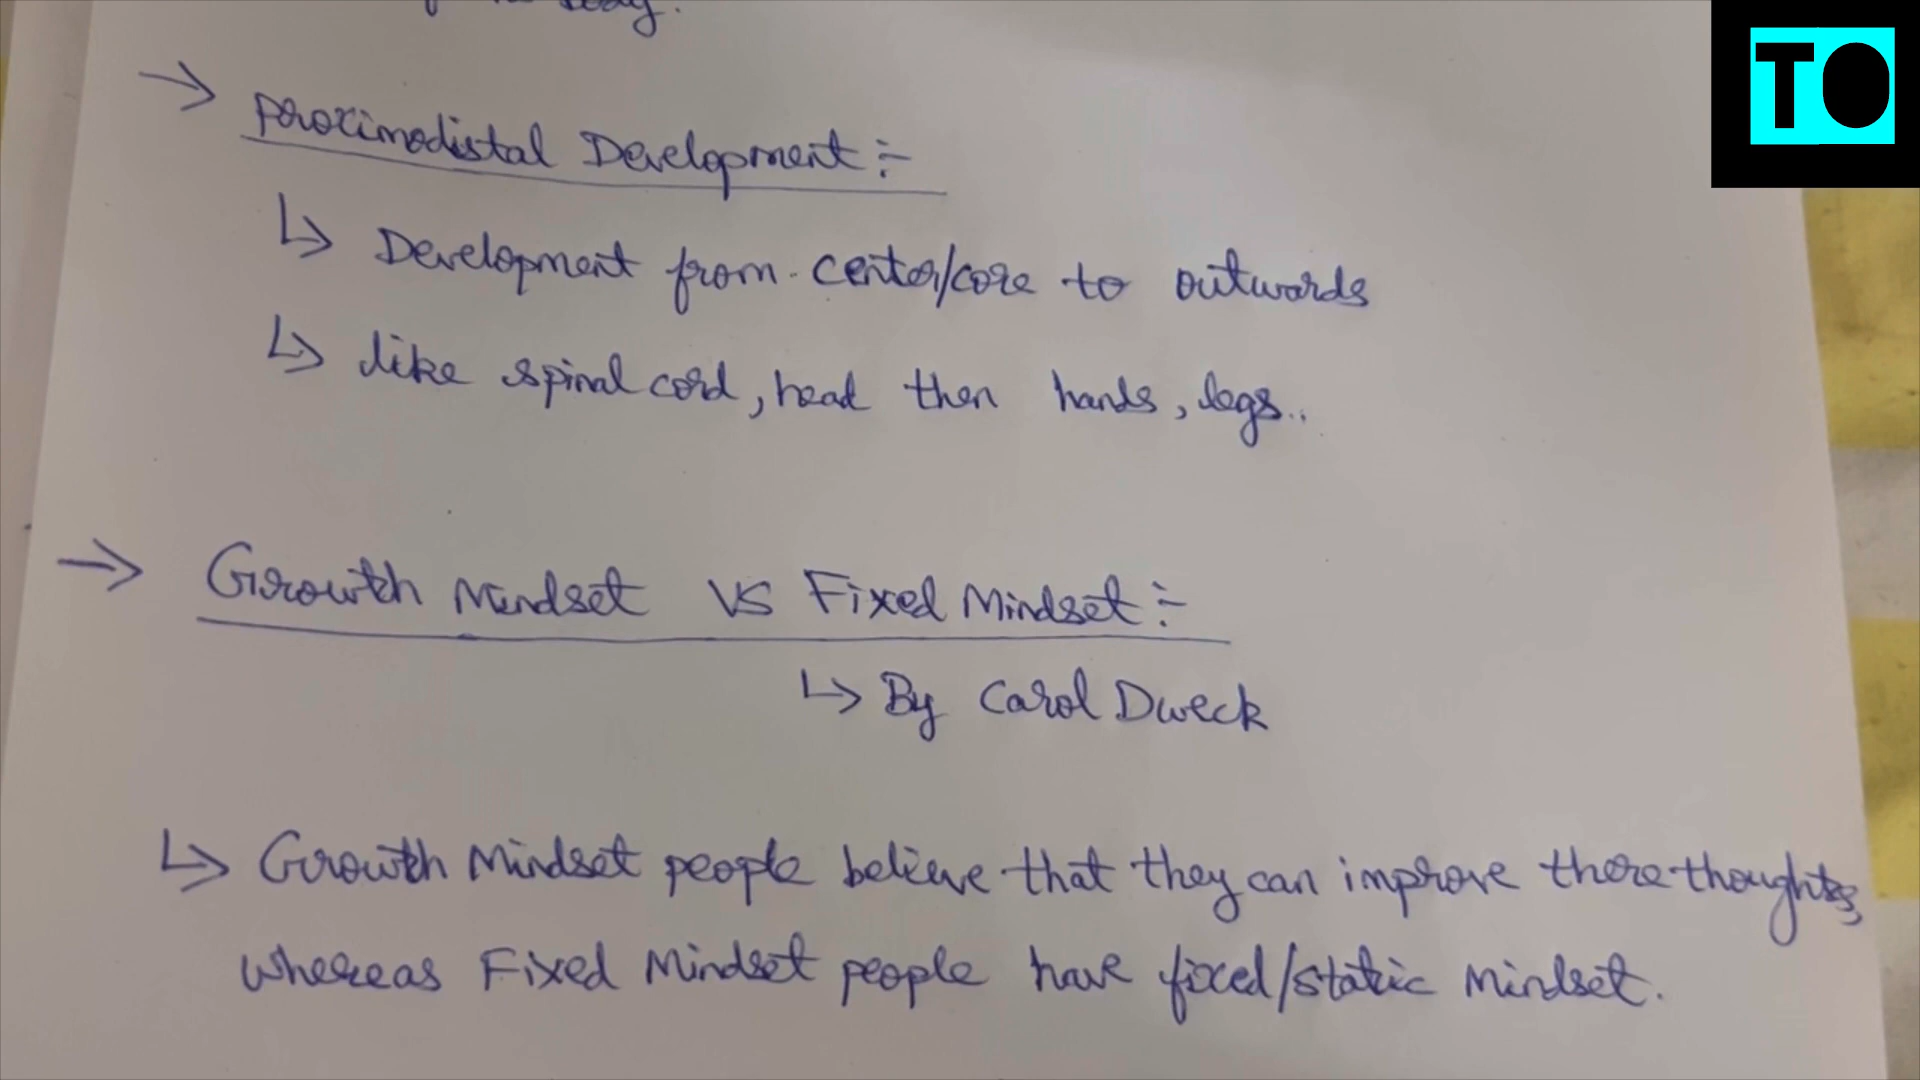 TO
→ Proximodistal Development :-
↳ Development from center/core to outwards
↳ like spinal cord, head then hands, legs..
→ Growth Mindset VS Fixed Mindset :-
↳ By Carol Dweck
↳ Growth Mindset people believe that they can improve there thoughts,
whereas Fixed Mindset people have fixed/static Mindset.